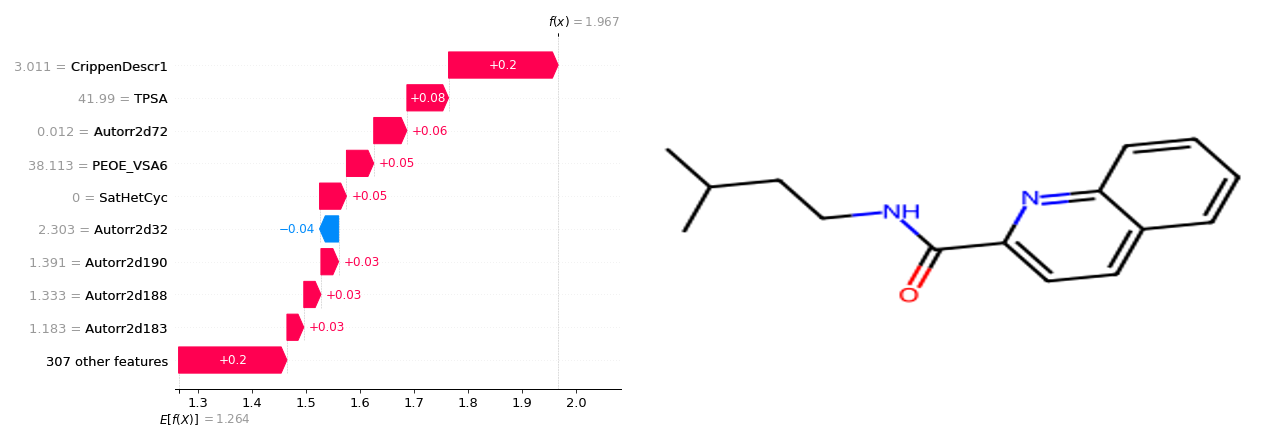 f(x) = 1.967
3.011 = CrippenDescr1
+0.2
41.99 = TPSA
+0.08
0.012 = Autorr2d72
+0.06
38.113 = PEOE_VSA6
+0.05
0 = SatHetCyc
+0.05
2.303 = Autorr2d32
−0.04
1.391 = Autorr2d190
+0.03
1.333 = Autorr2d188
+0.03
1.183 = Autorr2d183
+0.03
307 other features
+0.2
1.3 1.4 1.5 1.6 1.7 1.8 1.9 2.0
E[f(X)] = 1.264
N
NH
O